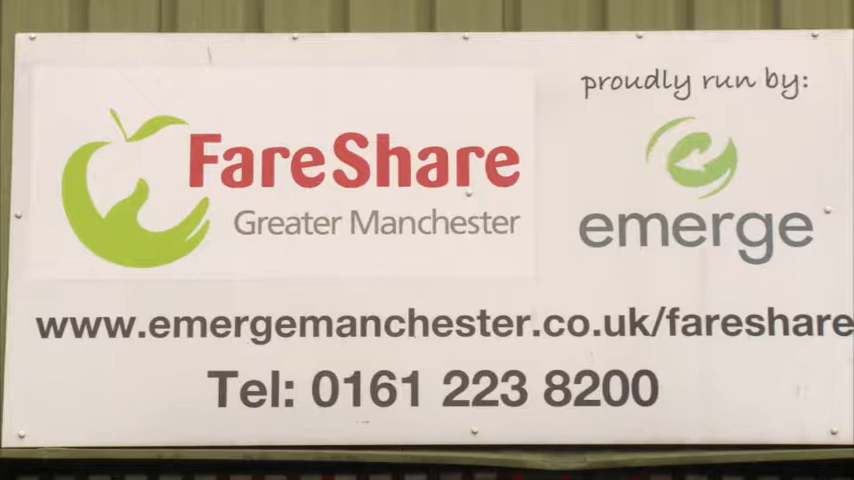 FareShare
Greater Manchester
proudly run by:
emerge
www.emergemanchester.co.uk/fareshare
Tel: 0161 223 8200